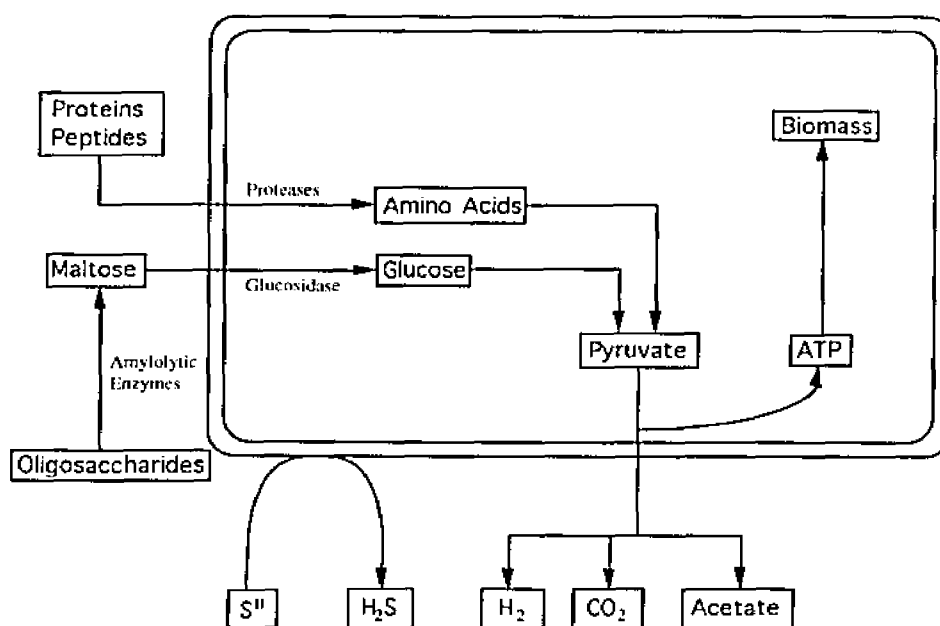 Proteins
Peptides
Biomass
Proteases
Amino Acids
Maltose
Glucose
Glucosidase
Pyruvate
ATP
Amylolytic
Enzymes
Oligosaccharides
S"
H₂S
H₂
CO₂
Acetate